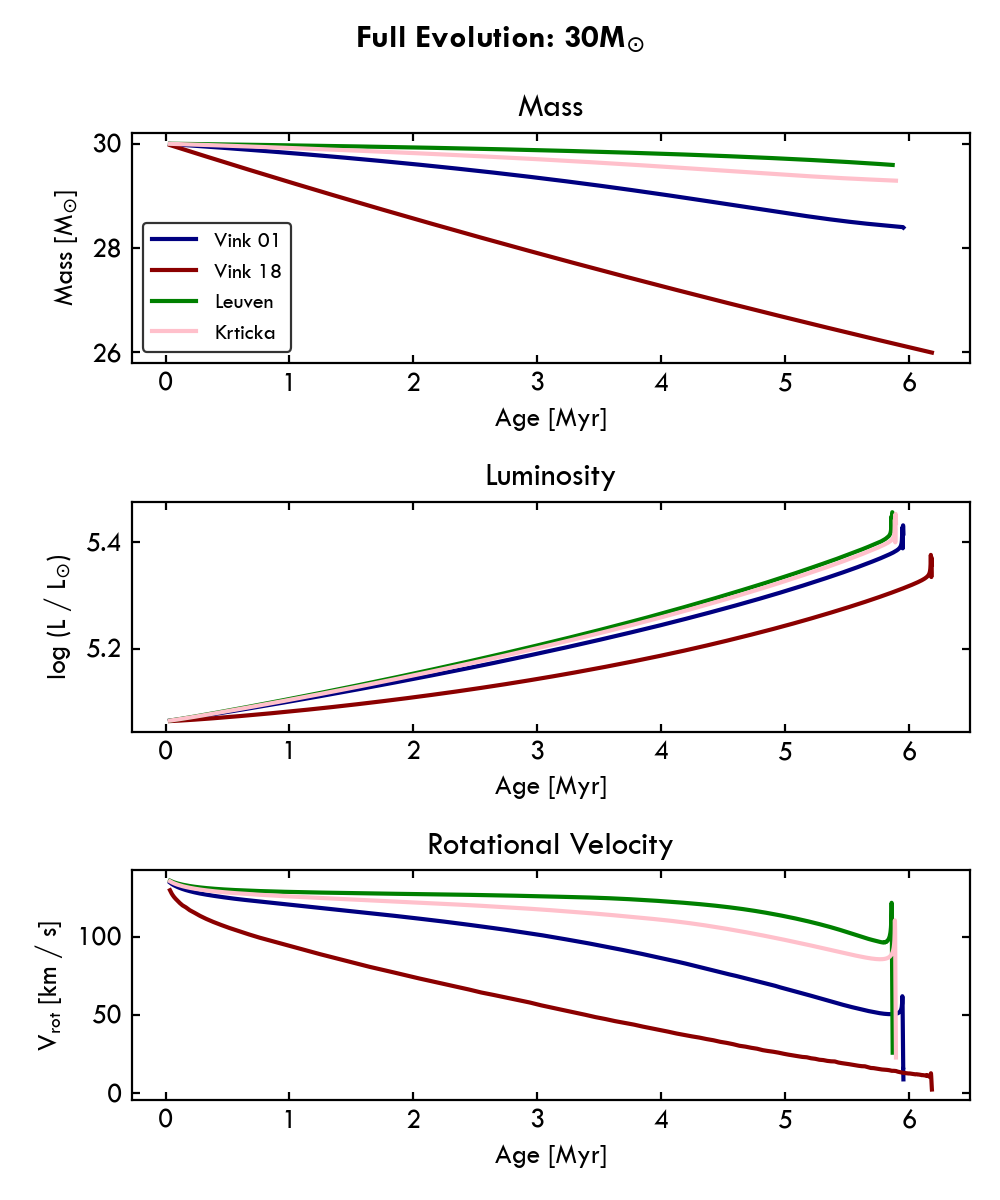 Full Evolution: 30M☉
Mass
30
28
26
Mass [M☉]
Vink 01
Vink 18
Leuven
Krticka
0 1 2 3 4 5 6
Age [Myr]
Luminosity
5.4
5.2
log (L / L☉)
0 1 2 3 4 5 6
Age [Myr]
Rotational Velocity
100
50
0
Vrot [km / s]
0 1 2 3 4 5 6
Age [Myr]